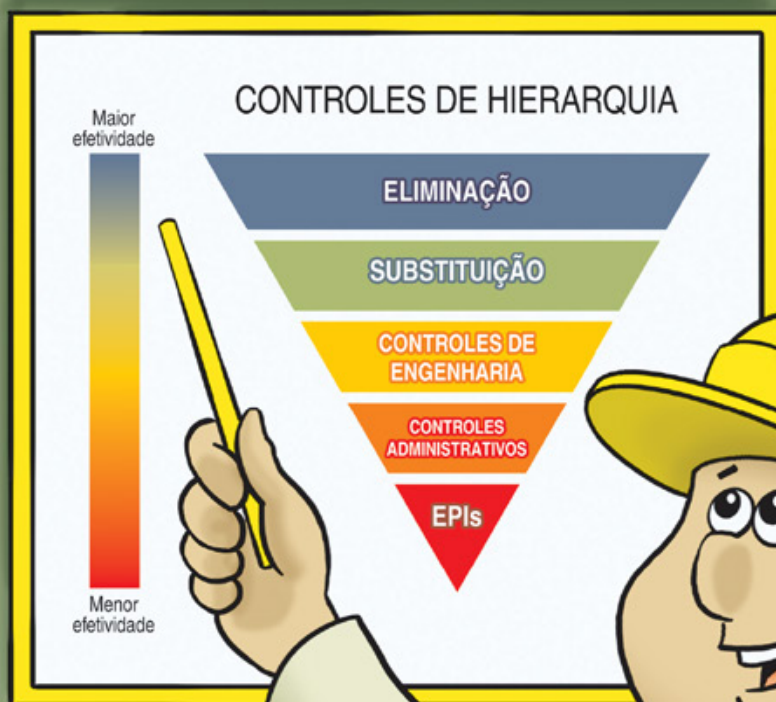 CONTROLES DE HIERARQUIA
Maior
efetividade
ELIMINAÇÃO
SUBSTITUIÇÃO
CONTROLES DE
ENGENHARIA
CONTROLES
ADMINISTRATIVOS
EPIs
Menor
efetividade